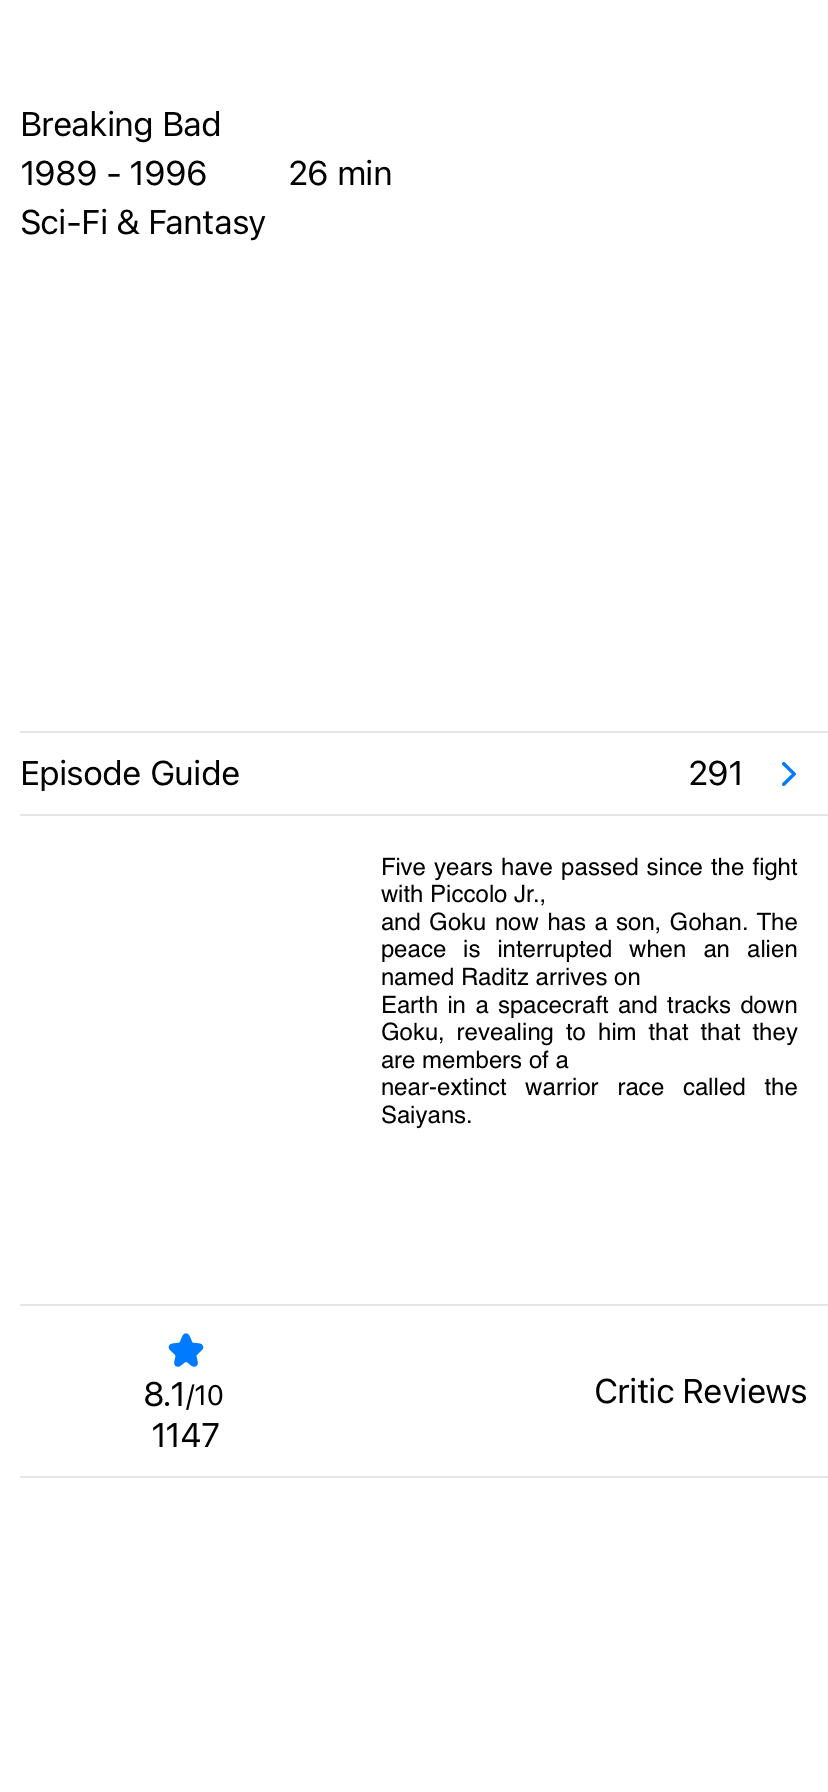 Breaking Bad
1989 - 1996 26 min
Sci-Fi & Fantasy
Episode Guide 291
Five years have passed since the fight
with Piccolo Jr.,
and Goku now has a son, Gohan. The
peace is interrupted when an alien
named Raditz arrives on
Earth in a spacecraft and tracks down
Goku, revealing to him that that they
are members of a
near-extinct warrior race called the
Saiyans.
8.1/10
Critic Reviews
1147